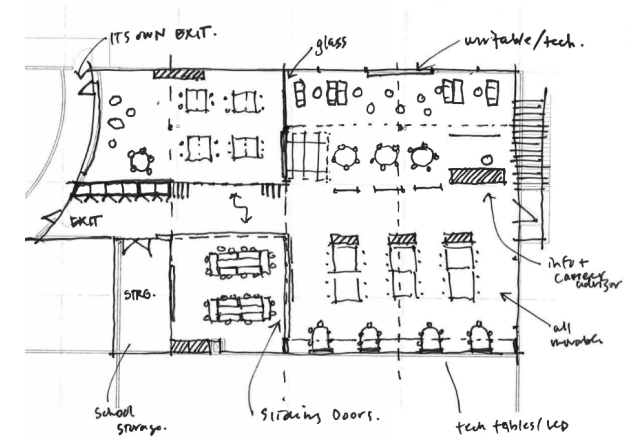 ITS OWN EXIT.
glass
writable/tech.
EXIT
STRG.
info +
career
advisor
all
movable
School
Storage.
Sliding Doors.
tech tables/LED